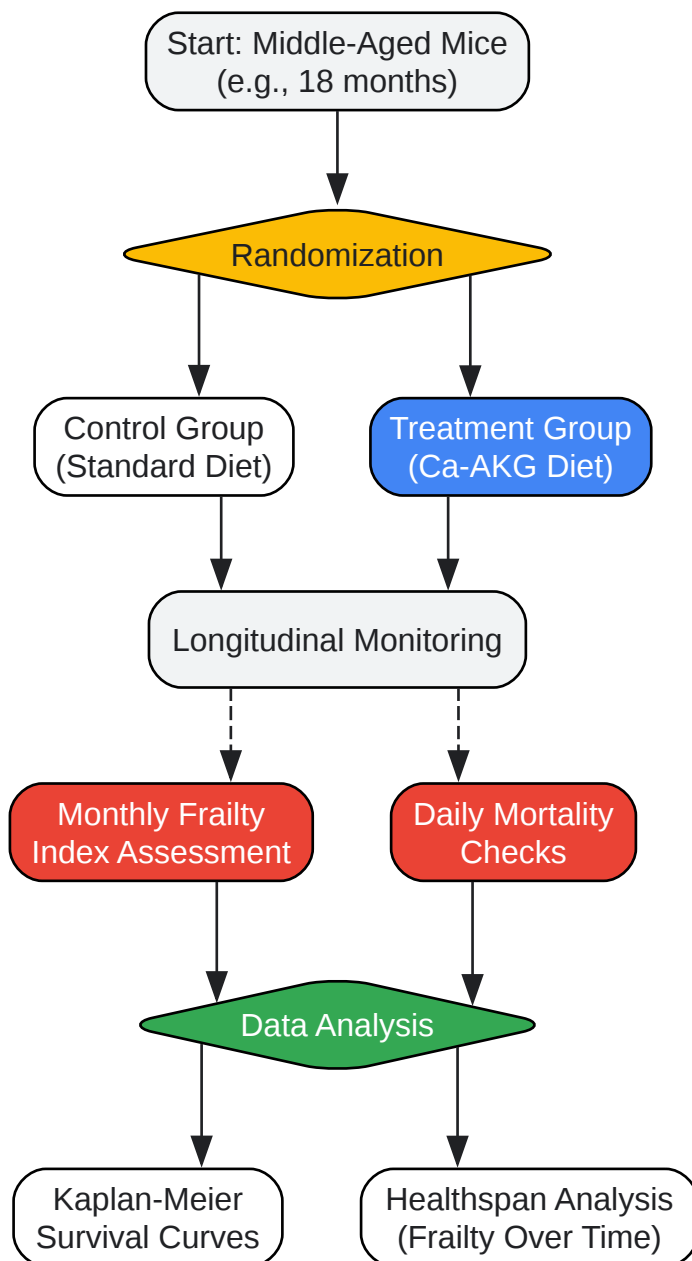 Start: Middle-Aged Mice
(e.g., 18 months)
Randomization
Control Group
(Standard Diet)
Treatment Group
(Ca-AKG Diet)
Longitudinal Monitoring
Monthly Frailty
Index Assessment
Daily Mortality
Checks
Data Analysis
Kaplan-Meier
Survival Curves
Healthspan Analysis
(Frailty Over Time)